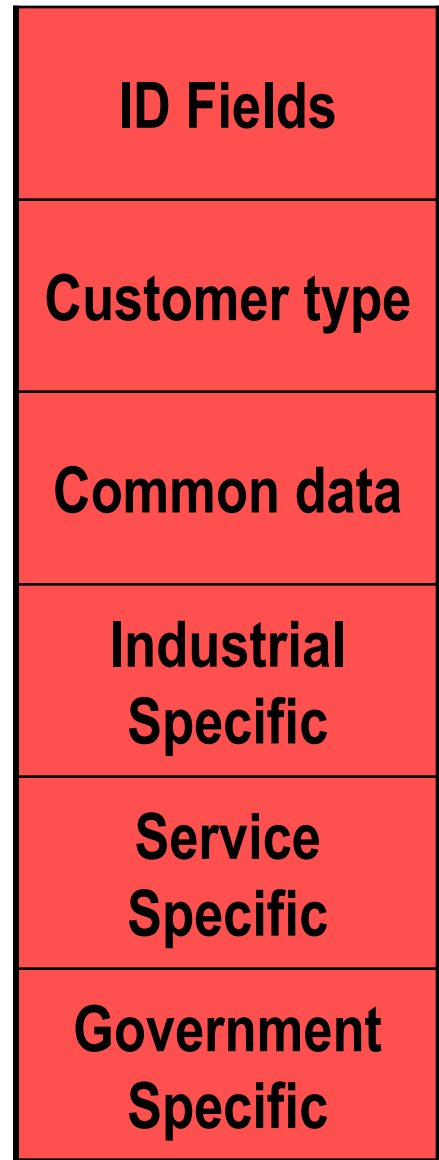 ID Fields
Customer type
Common data
Industrial
Specific
Service
Specific
Government
Specific